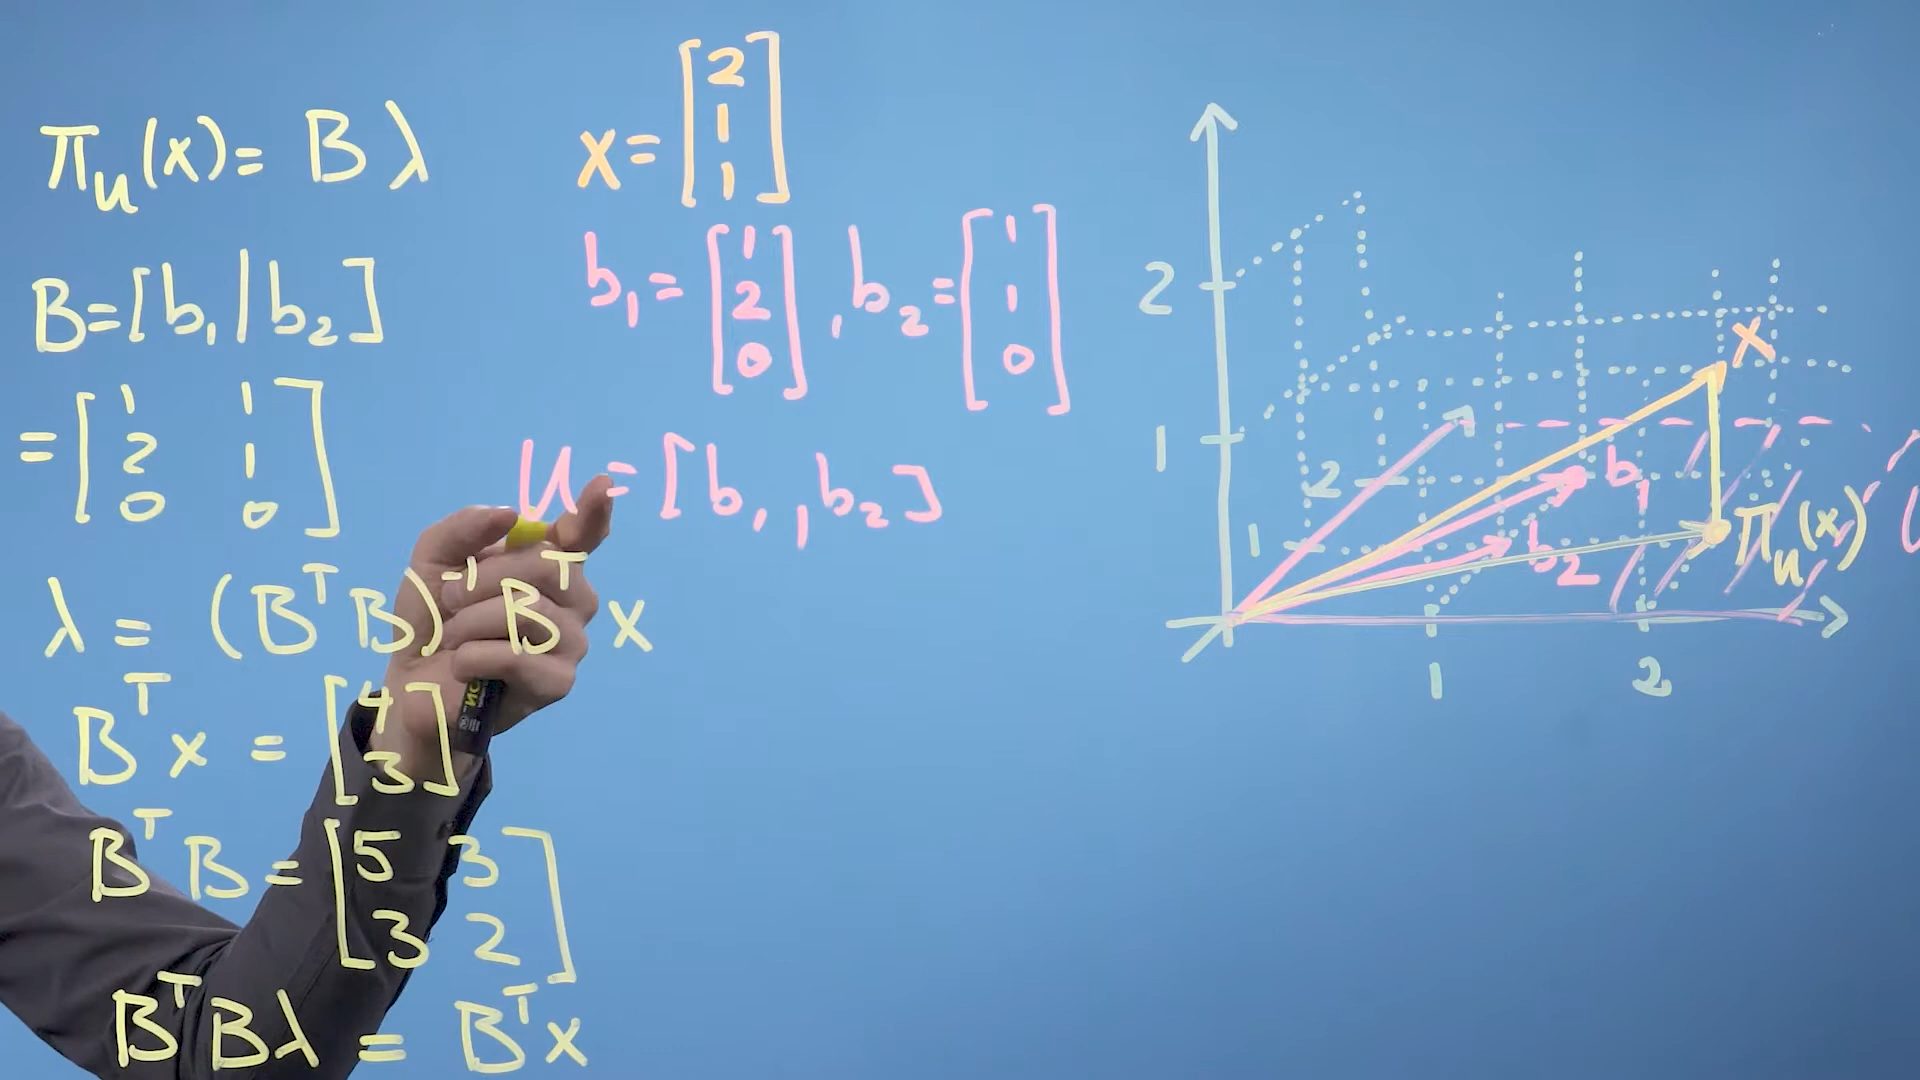 π_u(x) = Bλ
B = [b₁ | b₂]
= [1 1
2 1
0 0]
λ = (BᵀB)⁻¹ Bᵀ x
Bᵀ x = [4
3]
BᵀB = [5 3
3 2]
BᵀBλ = Bᵀx
x = [2
1
1]
b₁ = [1
2
0] , b₂ = [1
1
0]
U = [b₁, b₂]
2
1
2
1
1
2
x
b₁
b₂
π_u(x)